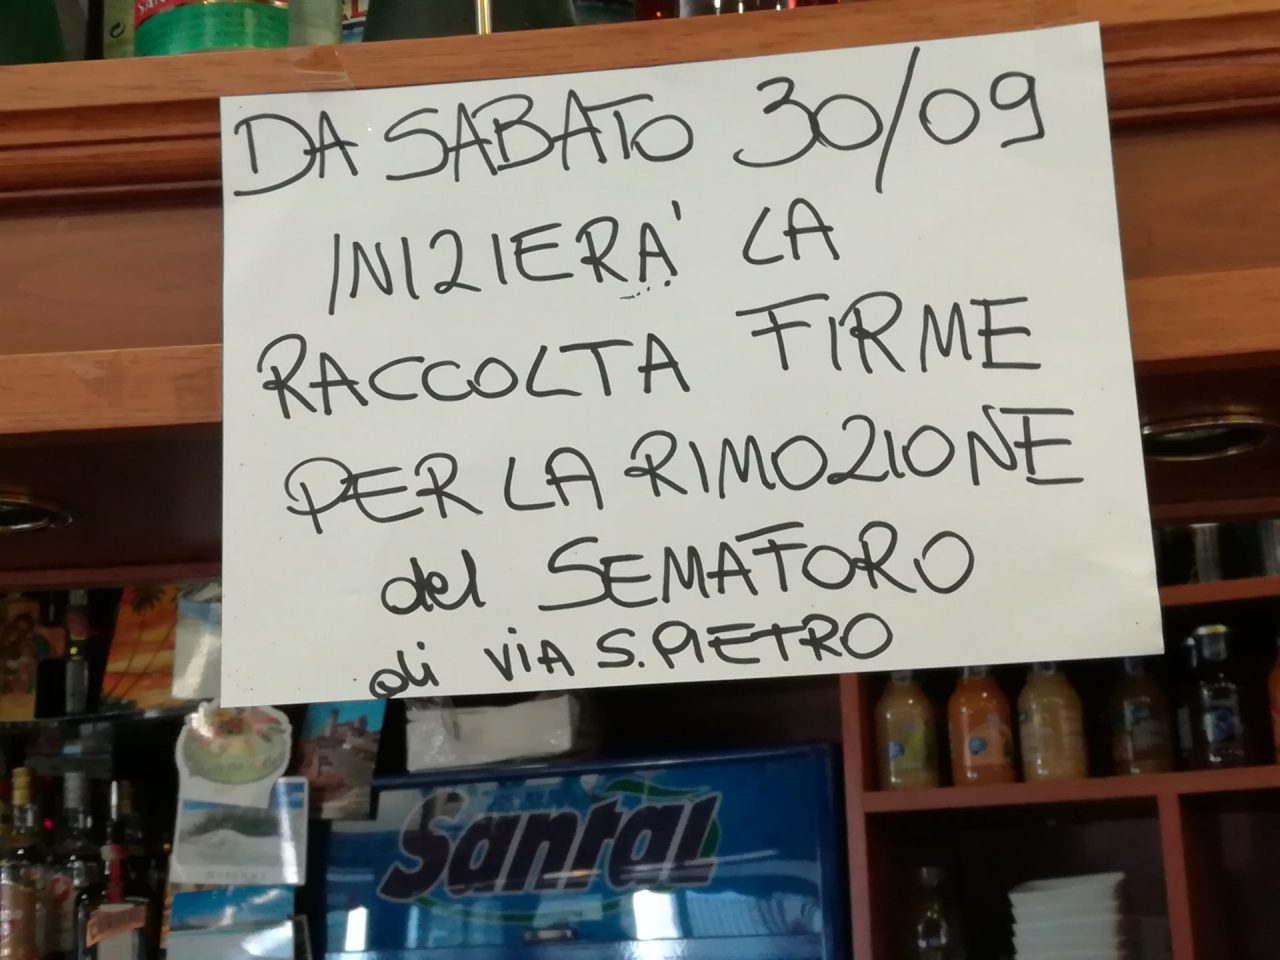 DA SABATO 30/09
INIZIERA' LA
RACCOLTA FIRME
PER LA RIMOZIONE
del SEMAFORO
di VIA S. PIETRO
Santal